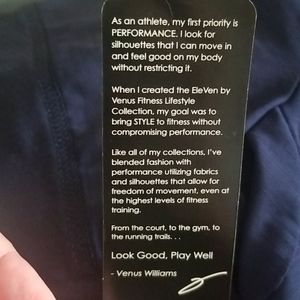 As an athlete, my first priority is
PERFORMANCE. I look for
silhouettes that I can move in
and feel good on my body
without restricting it.
When I created the EleVen by
Venus Fitness Lifestyle
Collection, my goal was to
bring STYLE to fitness without
compromising performance.
Like all of my collections, I've
blended fashion with
performance utilizing fabrics
and silhouettes that allow for
freedom of movement, even at
the highest levels of fitness
training.
From the court, to the gym, to
the running trails. . .
Look Good, Play Well
- Venus Williams